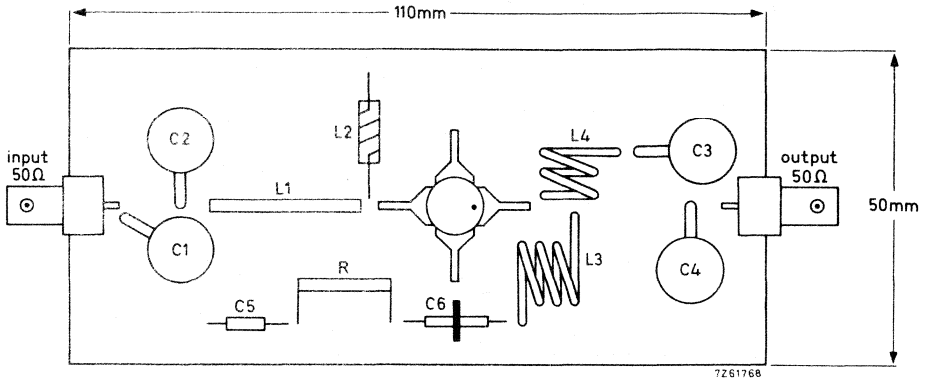 110mm
C2
L2
L4
C3
input
50Ω
output
50Ω
L1
50mm
C1
L3
C4
R
C5
C6
7Z61768